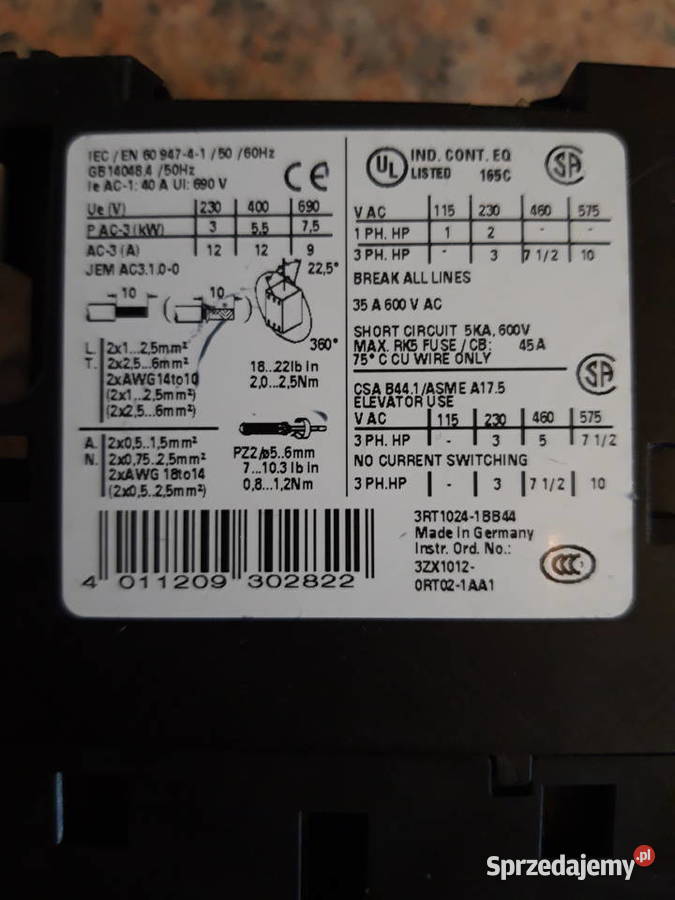 IEC / EN 60 947-4-1 / 50 / 60Hz
GB14048.4 /50Hz
Ie AC-1: 40 A UI: 690 V
CE
Ue (V) 230 400 690
P AC-3 (kW) 3 5,5 7,5
AC-3 (A) 12 12 9
JEM AC3.1.0-0
22,5°
10 ( 10 )
360°
L. 2x1...2,5mm²
T. 2x2,5...6mm²
2xAWG 14to10
(2x1...2,5mm²)
(2x2,5...6mm²)
18...22lb in
2,0...2,5Nm
A. 2x0,5..1,5mm²
N. 2x0,75..2,5mm²
2xAWG 18to14
(2x0,5..2,5mm²)
PZ2/ø5..6mm
7...10.3 lb in
0,8...1,2Nm
UL LISTED IND. CONT. EQ
165C
SA
V AC 115 230 460 575
1 PH. HP 1 2 - -
3 PH. HP - 3 7 1/2 10
BREAK ALL LINES
35 A 600 V AC
SHORT CIRCUIT 5KA, 600V
MAX. RK5 FUSE / CB: 45 A
75° C CU WIRE ONLY
SA
CSA B44.1/ASME A17.5
ELEVATOR USE
V AC 115 230 460 575
3 PH. HP - 3 5 7 1/2
NO CURRENT SWITCHING
3 PH.HP - 3 7 1/2 10
4 011209 302822
3RT1024-1BB44
Made in Germany
Instr. Ord. No.:
3ZX1012-
0RT02-1AA1
CCC
Sprzedajemy.pl